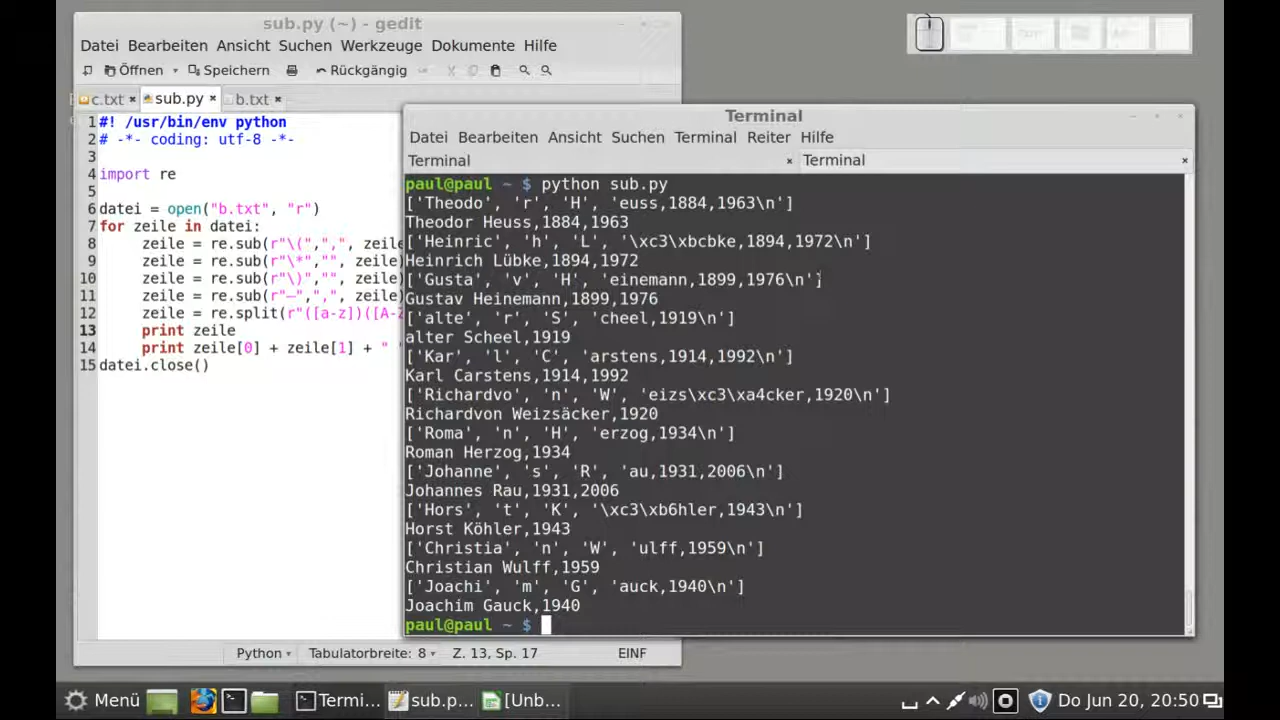 sub.py (~) - gedit
Datei Bearbeiten Ansicht Suchen Werkzeuge Dokumente Hilfe
Öffnen Speichern Rückgängig
c.txt sub.py b.txt
1 #! /usr/bin/env python
2 # -*- coding: utf-8 -*-
3
4 import re
5
6 datei = open("b.txt", "r")
7 for zeile in datei:
8 zeile = re.sub(r"\(",",", zeile
9 zeile = re.sub(r"\*","", zeile)
10 zeile = re.sub(r"\)","", zeile)
11 zeile = re.sub(r"–",",", zeile)
12 zeile = re.split(r"([a-z])([A-Z
13 print zeile
14 print zeile[0] + zeile[1] + "
15 datei.close()
Python Tabulatorbreite: 8 Z. 13, Sp. 17 EINF
Terminal
Datei Bearbeiten Ansicht Suchen Terminal Reiter Hilfe
Terminal Terminal
paul@paul ~ $ python sub.py
['Theodo', 'r', 'H', 'euss,1884,1963\n']
Theodor Heuss,1884,1963
['Heinric', 'h', 'L', '\xc3\xbcbke,1894,1972\n']
Heinrich Lübke,1894,1972
['Gusta', 'v', 'H', 'einemann,1899,1976\n']
Gustav Heinemann,1899,1976
['alte', 'r', 'S', 'cheel,1919\n']
alter Scheel,1919
['Kar', 'l', 'C', 'arstens,1914,1992\n']
Karl Carstens,1914,1992
['Richardvo', 'n', 'W', 'eizs\xc3\xa4cker,1920\n']
Richardvon Weizsäcker,1920
['Roma', 'n', 'H', 'erzog,1934\n']
Roman Herzog,1934
['Johanne', 's', 'R', 'au,1931,2006\n']
Johannes Rau,1931,2006
['Hors', 't', 'K', '\xc3\xb6hler,1943\n']
Horst Köhler,1943
['Christia', 'n', 'W', 'ulff,1959\n']
Christian Wulff,1959
['Joachi', 'm', 'G', 'auck,1940\n']
Joachim Gauck,1940
paul@paul ~ $
Menü Termi... sub.p... [Unb... Do Jun 20, 20:50